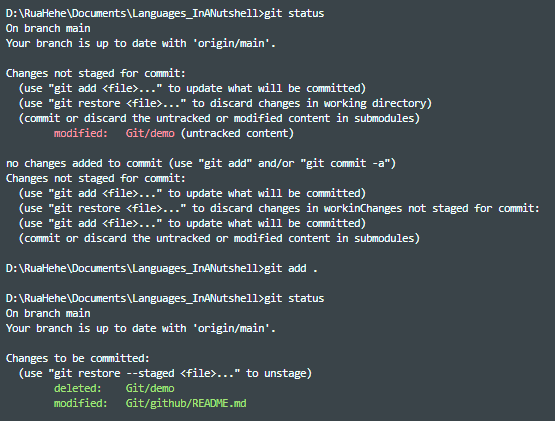 D:\RuaHehe\Documents\Languages_InANutshell>git status
On branch main
Your branch is up to date with 'origin/main'.

Changes not staged for commit:
  (use "git add <file>..." to update what will be committed)
  (use "git restore <file>..." to discard changes in working directory)
  (commit or discard the untracked or modified content in submodules)
        modified:   Git/demo (untracked content)

no changes added to commit (use "git add" and/or "git commit -a")
Changes not staged for commit:
  (use "git add <file>..." to update what will be committed)
  (use "git restore <file>..." to discard changes in workinChanges not staged for commit:
  (use "git add <file>..." to update what will be committed)
  (commit or discard the untracked or modified content in submodules)

D:\RuaHehe\Documents\Languages_InANutshell>git add .

D:\RuaHehe\Documents\Languages_InANutshell>git status
On branch main
Your branch is up to date with 'origin/main'.

Changes to be committed:
  (use "git restore --staged <file>..." to unstage)
        deleted:    Git/demo
        modified:   Git/github/README.md